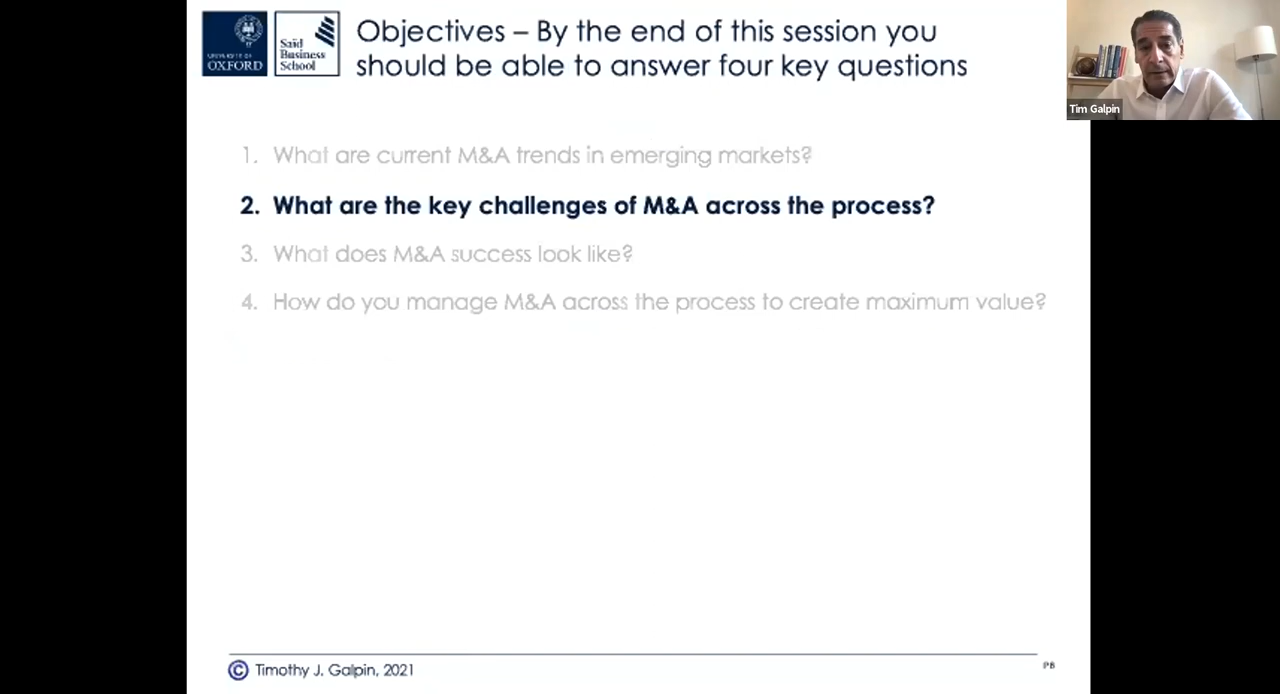 UNIVERSITY OF
OXFORD
Saïd
Business
School
Objectives – By the end of this session you
should be able to answer four key questions
Tim Galpin
1. What are current M&A trends in emerging markets?
2. What are the key challenges of M&A across the process?
3. What does M&A success look like?
4. How do you manage M&A across the process to create maximum value?
© Timothy J. Galpin, 2021
P8